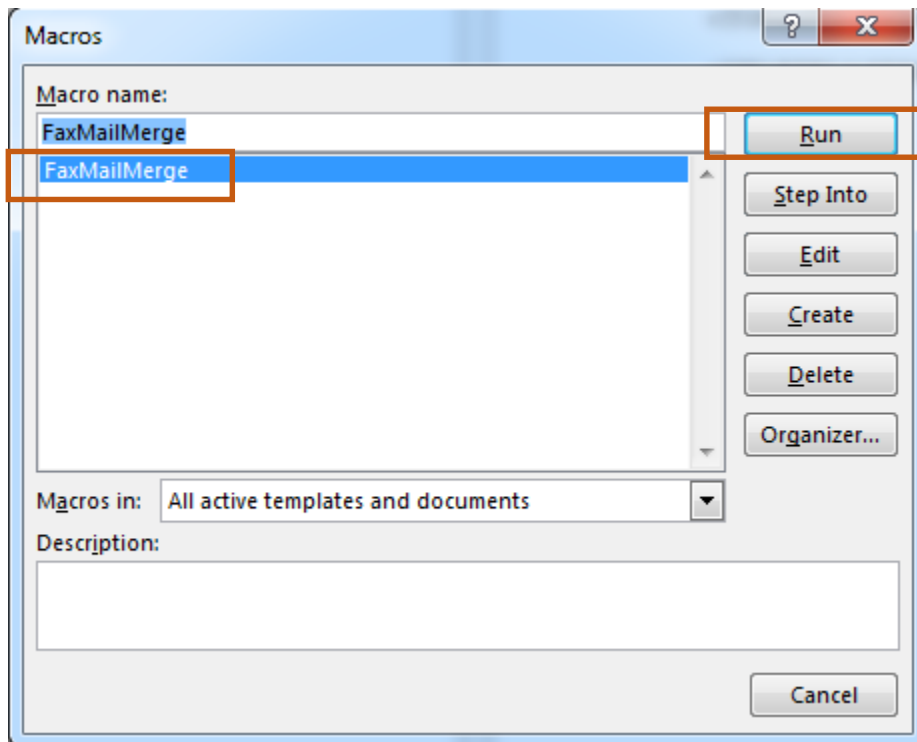 Macros
?
X
Macro name:
FaxMailMerge
Run
FaxMailMerge
Step Into
Edit
Create
Delete
Organizer...
Macros in: All active templates and documents
Description:
Cancel